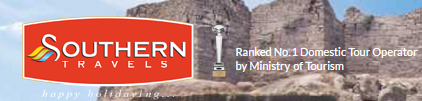 SOUTHERN
TRAVELS
happy holidaying...
Ranked No.1 Domestic Tour Operator
by Ministry of Tourism